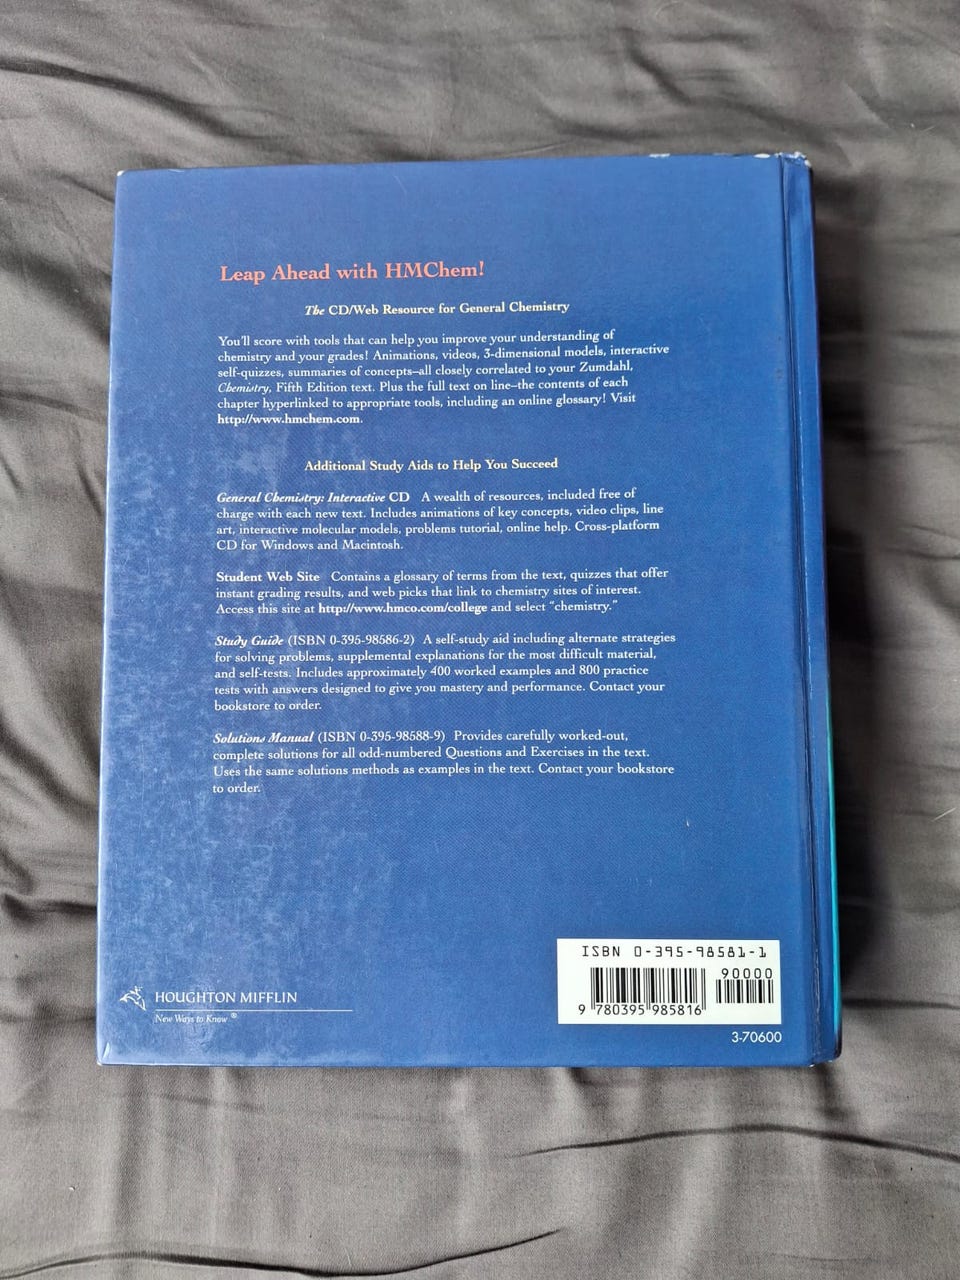 Leap Ahead with HMChem!
The CD/Web Resource for General Chemistry
You'll score with tools that can help you improve your understanding of
chemistry and your grades! Animations, videos, 3-dimensional models, interactive
self-quizzes, summaries of concepts–all closely correlated to your Zumdahl,
Chemistry, Fifth Edition text. Plus the full text on line–the contents of each
chapter hyperlinked to appropriate tools, including an online glossary! Visit
http://www.hmchem.com.
Additional Study Aids to Help You Succeed
General Chemistry: Interactive CD A wealth of resources, included free of
charge with each new text. Includes animations of key concepts, video clips, line
art, interactive molecular models, problems tutorial, online help. Cross-platform
CD for Windows and Macintosh.
Student Web Site Contains a glossary of terms from the text, quizzes that offer
instant grading results, and web picks that link to chemistry sites of interest.
Access this site at http://www.hmco.com/college and select “chemistry.”
Study Guide (ISBN 0-395-98586-2) A self-study aid including alternate strategies
for solving problems, supplemental explanations for the most difficult material,
and self-tests. Includes approximately 400 worked examples and 800 practice
tests with answers designed to give you mastery and performance. Contact your
bookstore to order.
Solutions Manual (ISBN 0-395-98588-9) Provides carefully worked-out,
complete solutions for all odd-numbered Questions and Exercises in the text.
Uses the same solutions methods as examples in the text. Contact your bookstore
to order.
HOUGHTON MIFFLIN
New Ways to Know ®
ISBN 0-395-98581-1
90000
9 780395 985816
3-70600